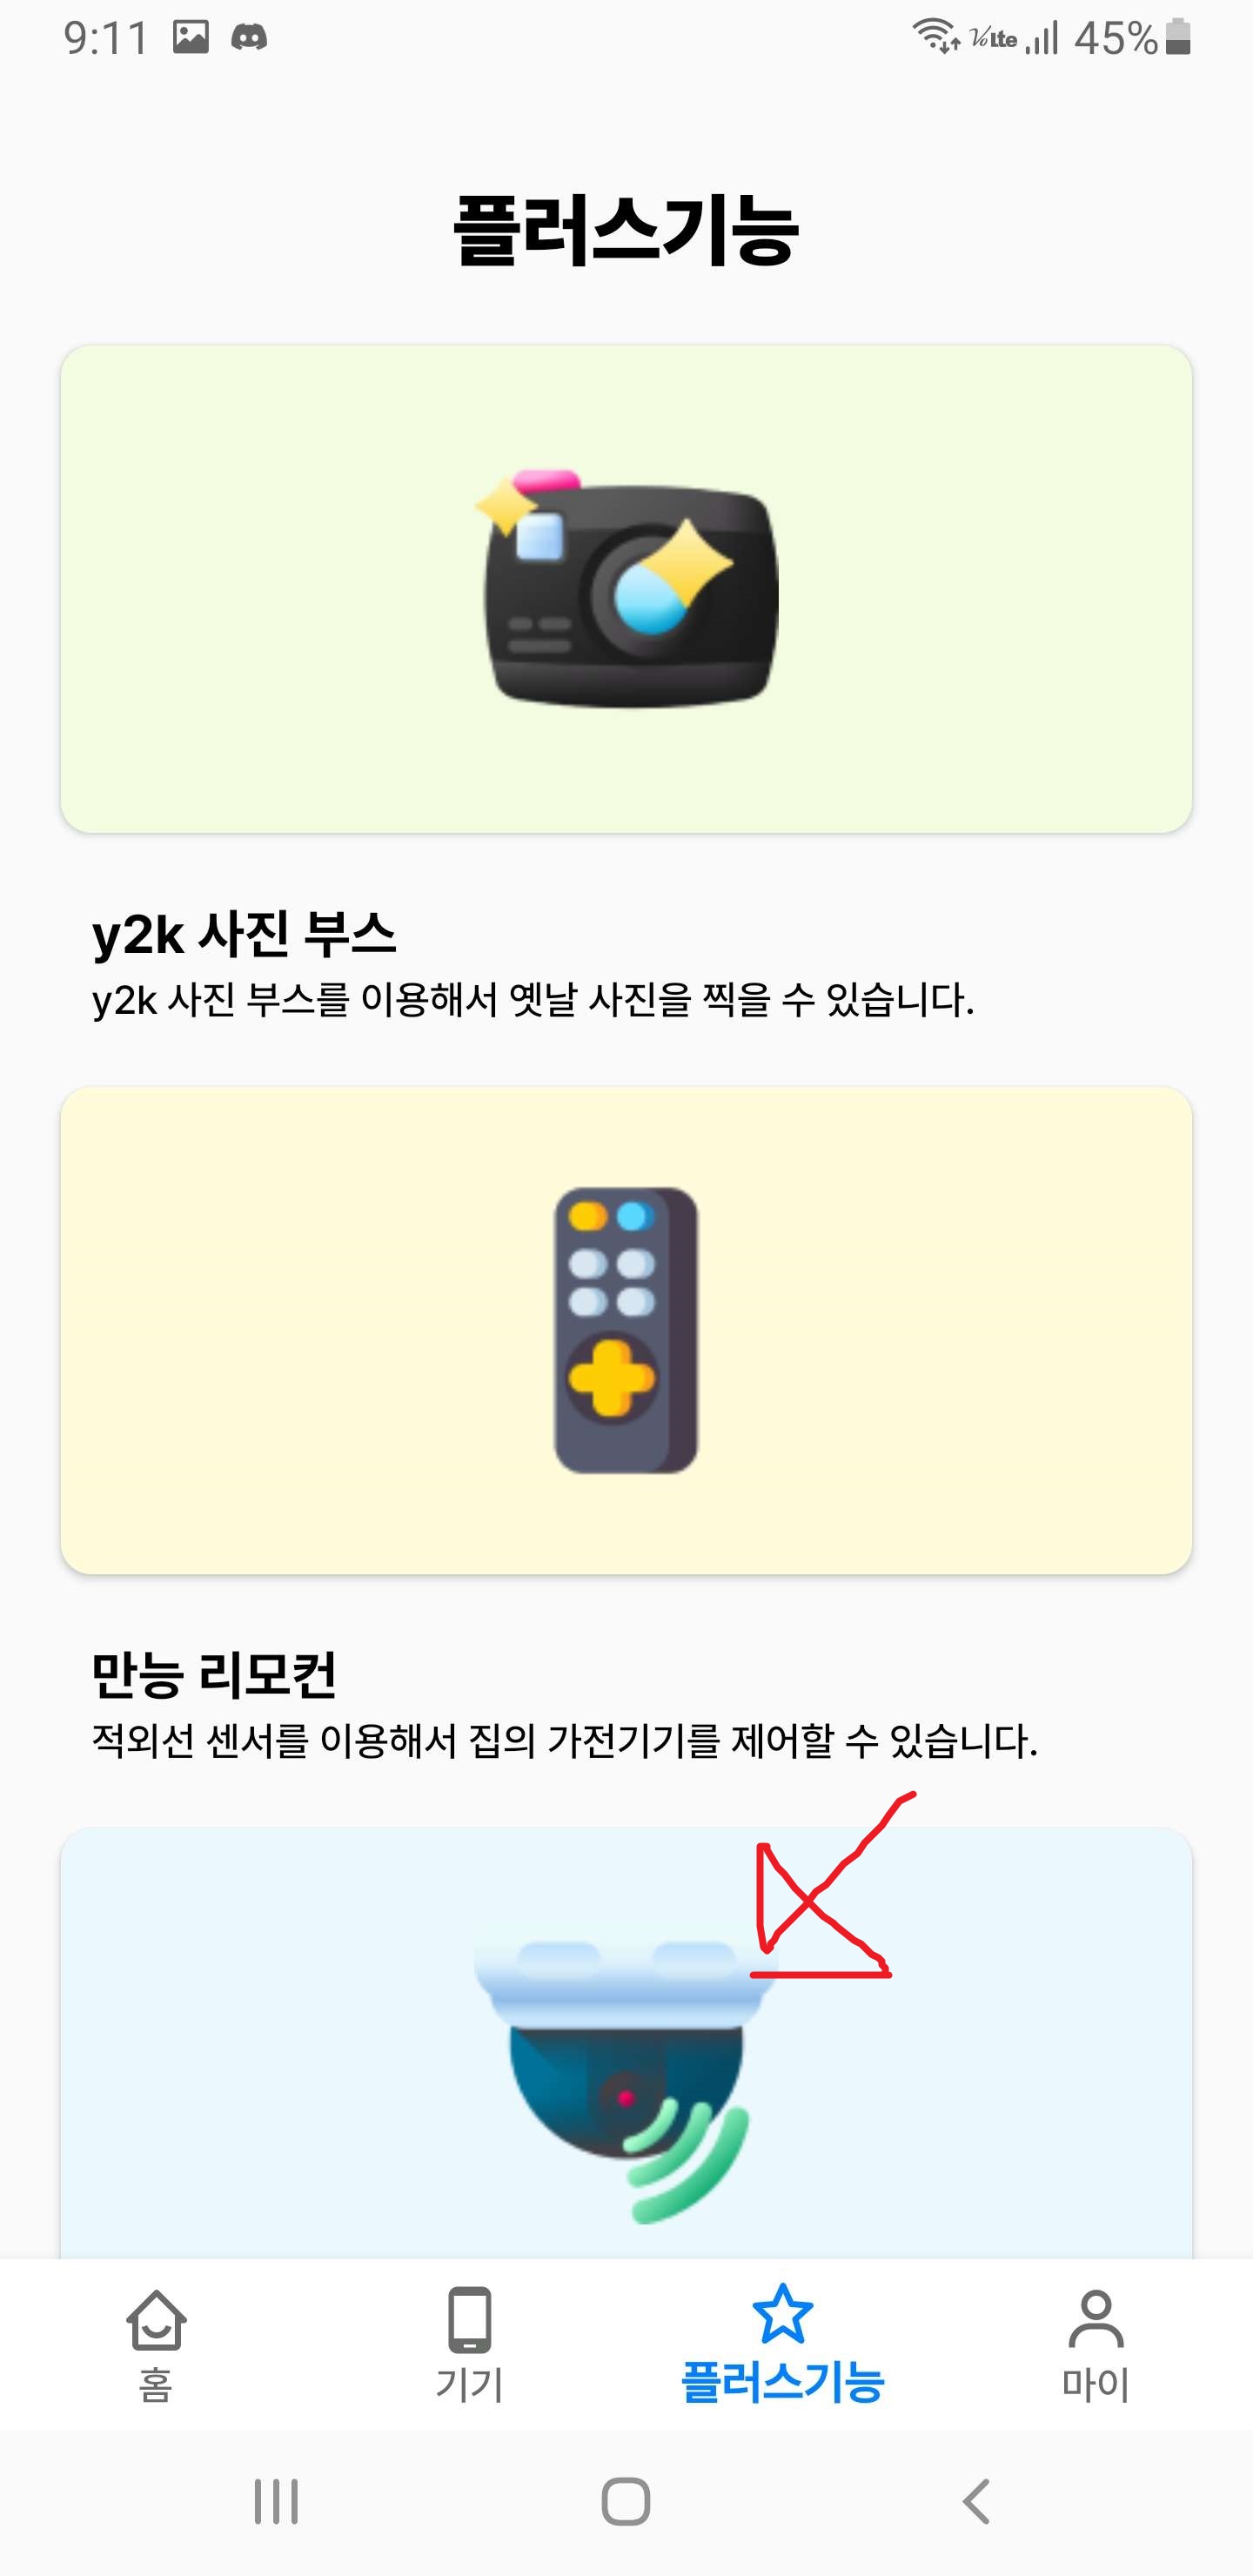 9:11 VoLte 45%
플러스기능
y2k 사진 부스
y2k 사진 부스를 이용해서 옛날 사진을 찍을 수 있습니다.
만능 리모컨
적외선 센서를 이용해서 집의 가전기기를 제어할 수 있습니다.
홈 기기 플러스기능 마이